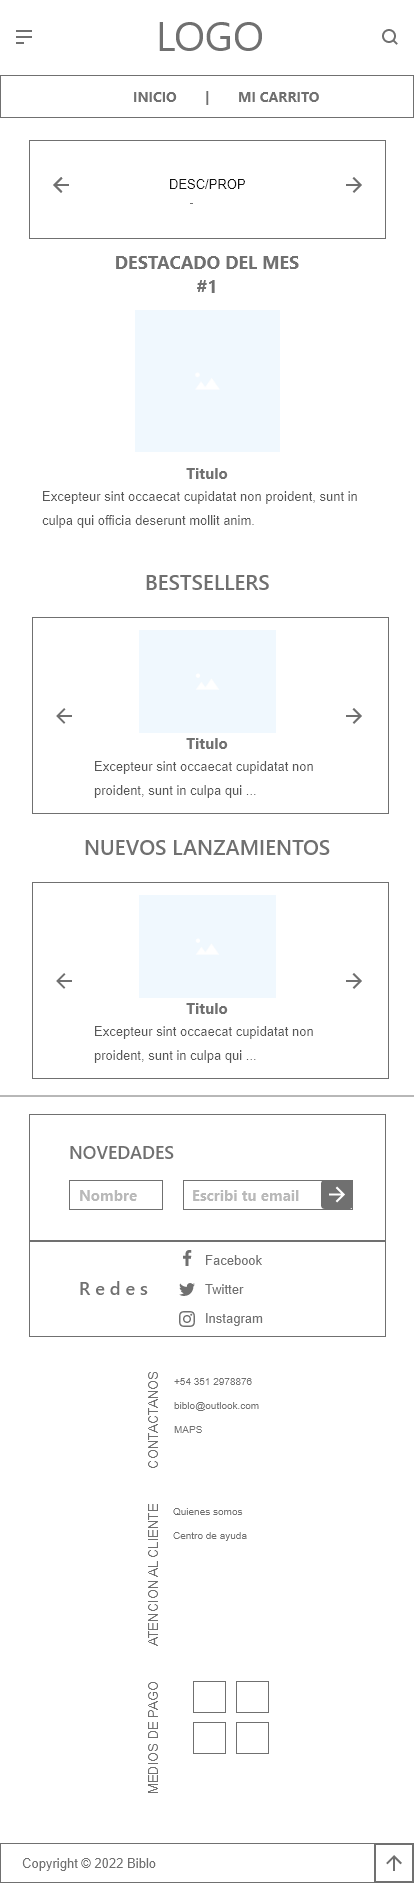 LOGO
INICIO | MI CARRITO
DESC/PROP
-
DESTACADO DEL MES
#1
Titulo
Excepteur sint occaecat cupidatat non proident, sunt in
culpa qui officia deserunt mollit anim.
BESTSELLERS
Titulo
Excepteur sint occaecat cupidatat non
proident, sunt in culpa qui ...
NUEVOS LANZAMIENTOS
Titulo
Excepteur sint occaecat cupidatat non
proident, sunt in culpa qui ...
NOVEDADES
Nombre Escribi tu email
Redes
Facebook
Twitter
Instagram
CONTACTANOS
+54 351 2978876
biblo@outlook.com
MAPS
ATENCION AL CLIENTE
Quienes somos
Centro de ayuda
MEDIOS DE PAGO
Copyright © 2022 Biblo